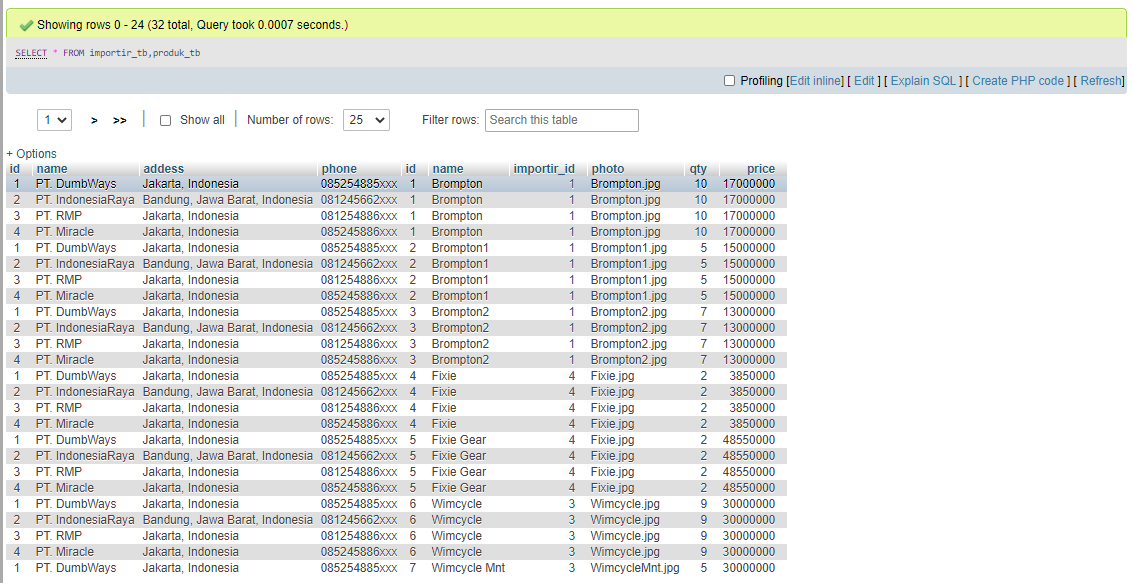 Showing rows 0 - 24 (32 total, Query took 0.0007 seconds.)
SELECT * FROM importir_tb,produk_tb
Profiling [Edit inline] [ Edit ] [ Explain SQL ] [ Create PHP code ] [ Refresh]
1 > >> Show all Number of rows: 25 Filter rows: Search this table
+ Options
id name addess phone id name importir_id photo qty price
1 PT. DumbWays Jakarta, Indonesia 085254885xxx 1 Brompton 1 Brompton.jpg 10 17000000
2 PT. IndonesiaRaya Bandung, Jawa Barat, Indonesia 081245662xxx 1 Brompton 1 Brompton.jpg 10 17000000
3 PT. RMP Jakarta, Indonesia 081254886xxx 1 Brompton 1 Brompton.jpg 10 17000000
4 PT. Miracle Jakarta, Indonesia 085245886xxx 1 Brompton 1 Brompton.jpg 10 17000000
1 PT. DumbWays Jakarta, Indonesia 085254885xxx 2 Brompton1 1 Brompton1.jpg 5 15000000
2 PT. IndonesiaRaya Bandung, Jawa Barat, Indonesia 081245662xxx 2 Brompton1 1 Brompton1.jpg 5 15000000
3 PT. RMP Jakarta, Indonesia 081254886xxx 2 Brompton1 1 Brompton1.jpg 5 15000000
4 PT. Miracle Jakarta, Indonesia 085245886xxx 2 Brompton1 1 Brompton1.jpg 5 15000000
1 PT. DumbWays Jakarta, Indonesia 085254885xxx 3 Brompton2 1 Brompton2.jpg 7 13000000
2 PT. IndonesiaRaya Bandung, Jawa Barat, Indonesia 081245662xxx 3 Brompton2 1 Brompton2.jpg 7 13000000
3 PT. RMP Jakarta, Indonesia 081254886xxx 3 Brompton2 1 Brompton2.jpg 7 13000000
4 PT. Miracle Jakarta, Indonesia 085245886xxx 3 Brompton2 1 Brompton2.jpg 7 13000000
1 PT. DumbWays Jakarta, Indonesia 085254885xxx 4 Fixie 4 Fixie.jpg 2 3850000
2 PT. IndonesiaRaya Bandung, Jawa Barat, Indonesia 081245662xxx 4 Fixie 4 Fixie.jpg 2 3850000
3 PT. RMP Jakarta, Indonesia 081254886xxx 4 Fixie 4 Fixie.jpg 2 3850000
4 PT. Miracle Jakarta, Indonesia 085245886xxx 4 Fixie 4 Fixie.jpg 2 3850000
1 PT. DumbWays Jakarta, Indonesia 085254885xxx 5 Fixie Gear 4 Fixie.jpg 2 48550000
2 PT. IndonesiaRaya Bandung, Jawa Barat, Indonesia 081245662xxx 5 Fixie Gear 4 Fixie.jpg 2 48550000
3 PT. RMP Jakarta, Indonesia 081254886xxx 5 Fixie Gear 4 Fixie.jpg 2 48550000
4 PT. Miracle Jakarta, Indonesia 085245886xxx 5 Fixie Gear 4 Fixie.jpg 2 48550000
1 PT. DumbWays Jakarta, Indonesia 085254885xxx 6 Wimcycle 3 Wimcycle.jpg 9 30000000
2 PT. IndonesiaRaya Bandung, Jawa Barat, Indonesia 081245662xxx 6 Wimcycle 3 Wimcycle.jpg 9 30000000
3 PT. RMP Jakarta, Indonesia 081254886xxx 6 Wimcycle 3 Wimcycle.jpg 9 30000000
4 PT. Miracle Jakarta, Indonesia 085245886xxx 6 Wimcycle 3 Wimcycle.jpg 9 30000000
1 PT. DumbWays Jakarta, Indonesia 085254885xxx 7 Wimcycle Mnt 3 WimcycleMnt.jpg 5 30000000